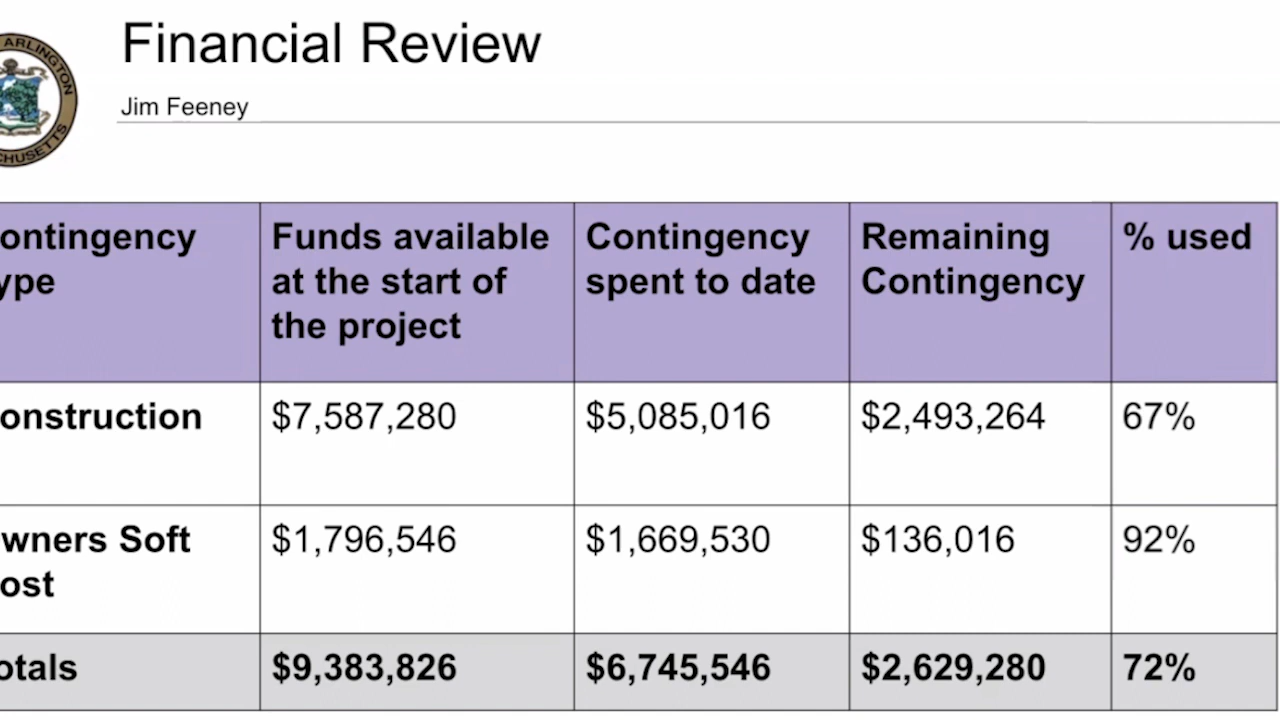 ARLINGTON
CHUSETTS
Financial Review
Jim Feeney
ontingency
ype
Funds available
at the start of
the project
Contingency
spent to date
Remaining
Contingency
% used
onstruction
$7,587,280
$5,085,016
$2,493,264
67%
wners Soft
ost
$1,796,546
$1,669,530
$136,016
92%
otals
$9,383,826
$6,745,546
$2,629,280
72%